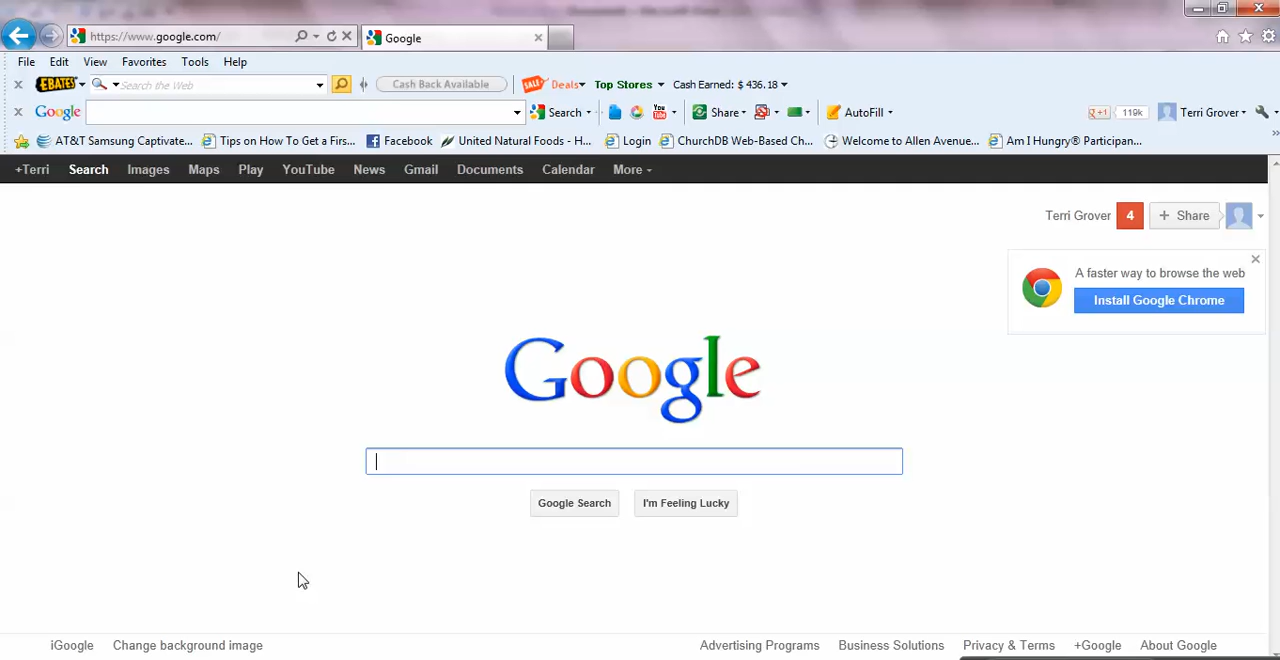 https://www.google.com/
Google
File Edit View Favorites Tools Help
EBATES Search the Web Cash Back Available SALE Deals Top Stores Cash Earned: $ 436.18
Google Search You Share AutoFill +1 119k Terri Grover
AT&T Samsung Captivate... Tips on How To Get a Firs... Facebook United Natural Foods - H... Login ChurchDB Web-Based Ch... Welcome to Allen Avenue... Am I Hungry® Participan...
+Terri Search Images Maps Play YouTube News Gmail Documents Calendar More
Terri Grover 4 + Share
A faster way to browse the web
Install Google Chrome
Google
Google Search I'm Feeling Lucky
iGoogle Change background image Advertising Programs Business Solutions Privacy & Terms +Google About Google